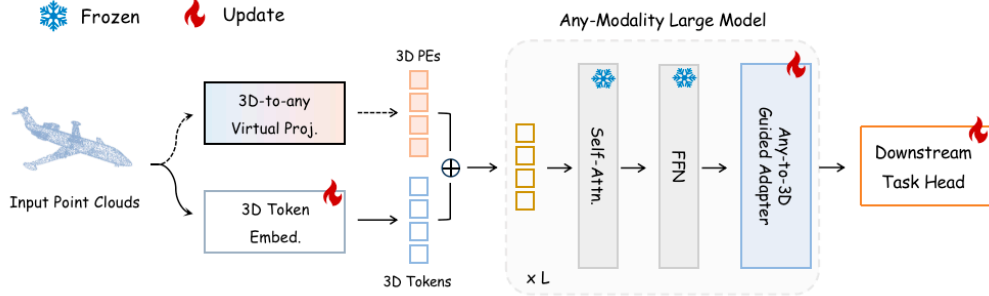 Frozen
Update
Any-Modality Large Model
3D PEs
3D-to-any
Virtual Proj.
Input Point Clouds
3D Token
Embed.
3D Tokens
Self-Attn.
FFN
Any-to-3D
Guided Adapter
x L
Downstream
Task Head